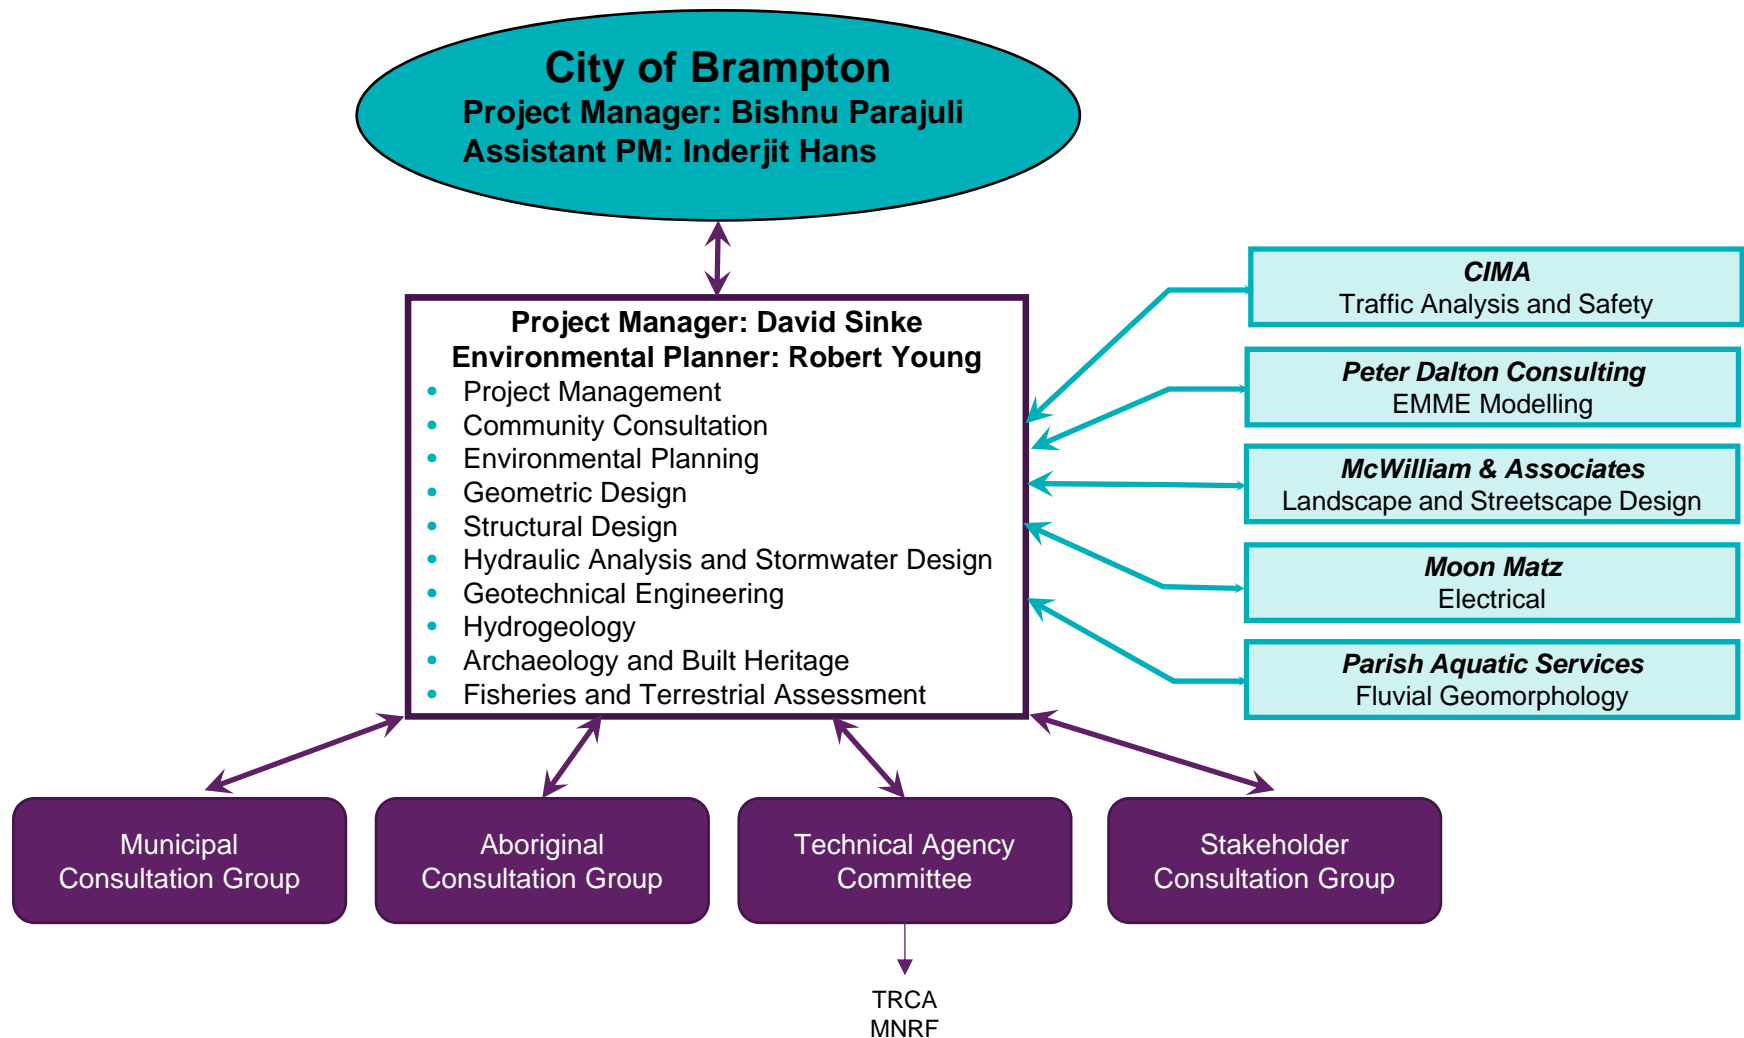 City of Brampton
Project Manager: Bishnu Parajuli
Assistant PM: Inderjit Hans
Project Manager: David Sinke
Environmental Planner: Robert Young
• Project Management
• Community Consultation
• Environmental Planning
• Geometric Design
• Structural Design
• Hydraulic Analysis and Stormwater Design
• Geotechnical Engineering
• Hydrogeology
• Archaeology and Built Heritage
• Fisheries and Terrestrial Assessment
CIMA
Traffic Analysis and Safety
Peter Dalton Consulting
EMME Modelling
McWilliam & Associates
Landscape and Streetscape Design
Moon Matz
Electrical
Parish Aquatic Services
Fluvial Geomorphology
Municipal
Consultation Group
Aboriginal
Consultation Group
Technical Agency
Committee
Stakeholder
Consultation Group
TRCA
MNRF